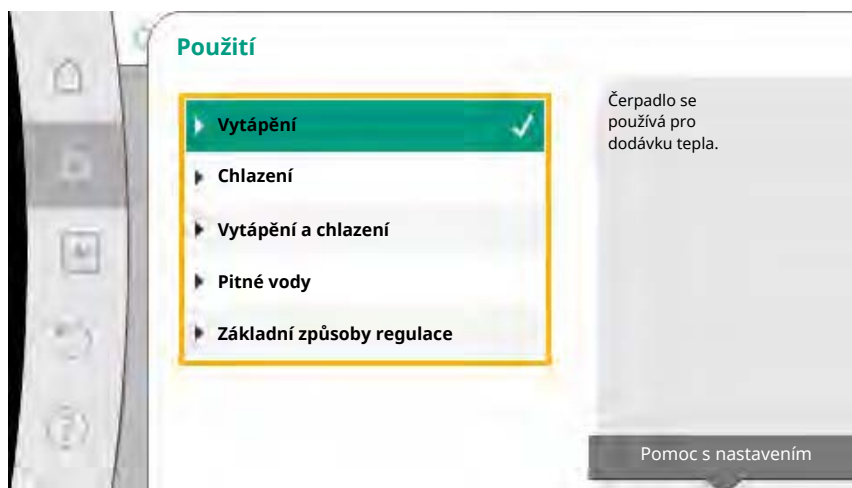 Použití
Vytápění
Chlazení
Vytápění a chlazení
Pitné vody
Základní způsoby regulace
Čerpadlo se
používá pro
dodávku tepla.
Pomoc s nastavením